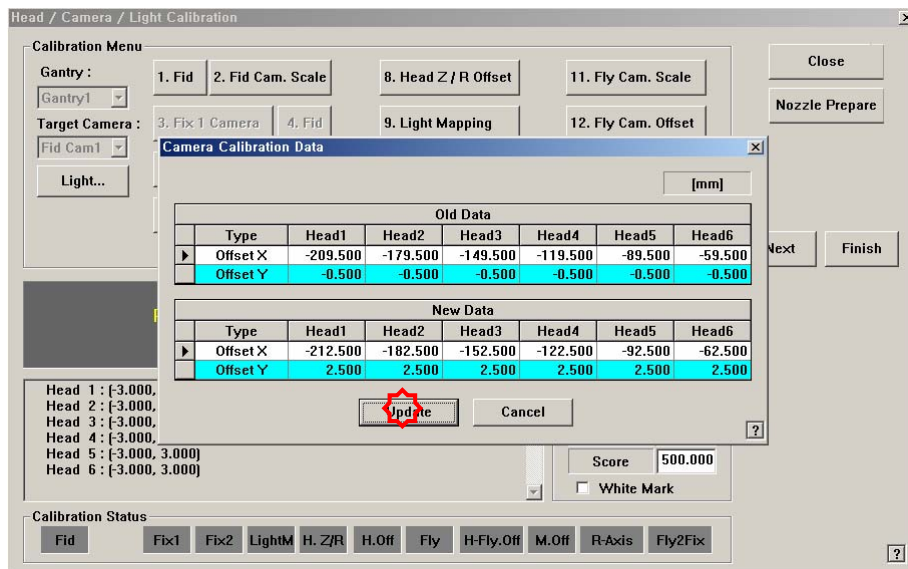 Head / Camera / Light Calibration
Calibration Menu
Gantry :
Gantry1
Target Camera :
Fid Cam1
Light...
1. Fid
2. Fid Cam. Scale
8. Head Z / R Offset
11. Fly Cam. Scale
3. Fix 1 Camera
4. Fid
9. Light Mapping
12. Fly Cam. Offset
Close
Nozzle Prepare
Next
Finish
Camera Calibration Data
[mm]
Old Data
Type Head1 Head2 Head3 Head4 Head5 Head6
Offset X -209.500 -179.500 -149.500 -119.500 -89.500 -59.500
Offset Y -0.500 -0.500 -0.500 -0.500 -0.500 -0.500
New Data
Type Head1 Head2 Head3 Head4 Head5 Head6
Offset X -212.500 -182.500 -152.500 -122.500 -92.500 -62.500
Offset Y 2.500 2.500 2.500 2.500 2.500 2.500
Update
Cancel
?
Head 1 : (-3.000,
Head 2 : (-3.000,
Head 3 : (-3.000,
Head 4 : (-3.000,
Head 5 : (-3.000, 3.000)
Head 6 : (-3.000, 3.000)
Score 500.000
White Mark
Calibration Status
Fid Fix1 Fix2 LightM H. Z/R H.Off Fly H-Fly.Off M.Off R-Axis Fly2Fix
?